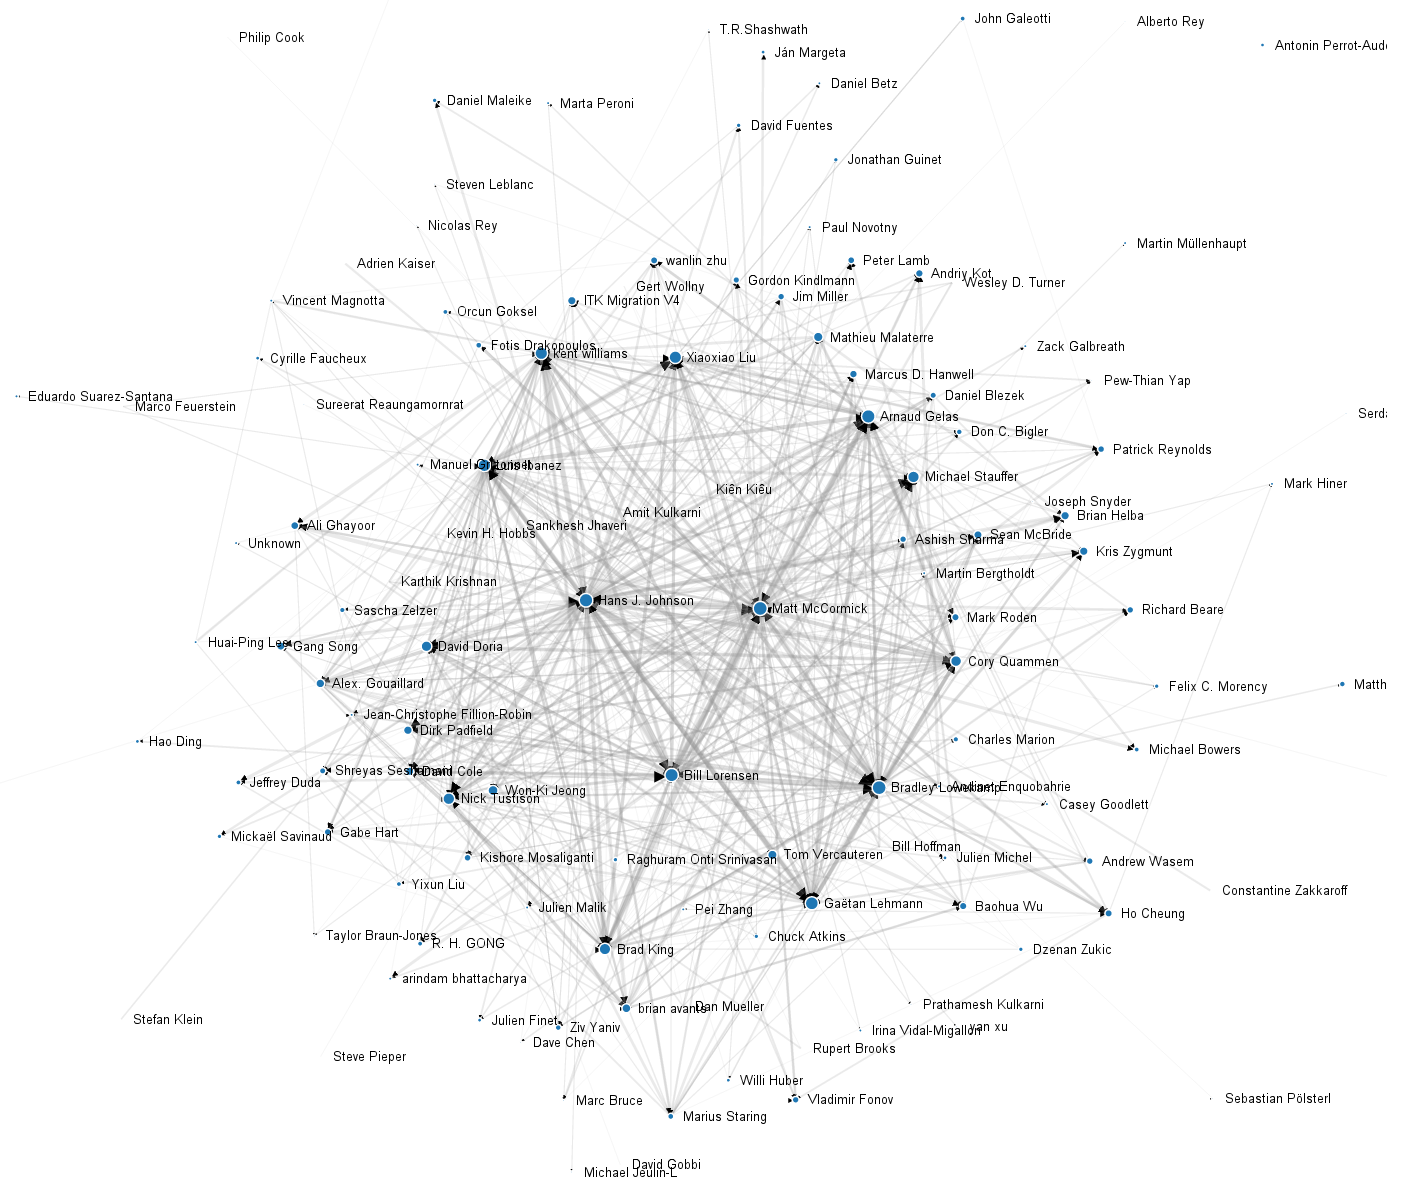 John Galeotti
Alberto Rey
T.R.Shashwath
Philip Cook
Ján Margeta
Daniel Betz
Daniel Maleike
Marta Peroni
David Fuentes
Jonathan Guinet
Steven Leblanc
Nicolas Rey
Paul Novotny
Martin Müllenhaupt
Adrien Kaiser
wanlin zhu
Peter Lamb
Andriy Kot
Gordon Kindlmann
Wesley D. Turner
Gert Wollny
Jim Miller
Vincent Magnotta
ITK Migration V4
Orcun Goksel
Mathieu Malaterre
Fotis Drakopoulos
Zack Galbreath
kent williams
Xiaoxiao Liu
Cyrille Faucheux
Marcus D. Hanwell
Pew-Thian Yap
Eduardo Suarez-Santana
Daniel Blezek
Marco Feuerstein
Sureerat Reaungamornrat
Arnaud Gelas
Don C. Bigler
Patrick Reynolds
Manuel
Luis Ibanez
Michael Stauffer
Mark Hiner
Kiên Kiêu
Joseph Snyder
Amit Kulkarni
Brian Helba
Ali Ghayoor
Sankhesh Jhaveri
Kevin H. Hobbs
Sean McBride
Ashish Sharma
Unknown
Kris Zygmunt
Martin Bergtholdt
Karthik Krishnan
Hans J. Johnson
Matt McCormick
Sascha Zelzer
Richard Beare
Mark Roden
Huai-Ping
Gang Song
David Doria
Cory Quammen
Alex. Gouaillard
Felix C. Morency
Matth
Jean-Christophe Fillion-Robin
Dirk Padfield
Hao Ding
Charles Marion
Michael Bowers
Shreyas
David Cole
Bill Lorensen
Jeffrey Duda
Bradley Lowekamp
Enquobahrie
Won-Ki Jeong
Nick Tustison
Casey Goodlett
Gabe Hart
Mickaël Savinaud
Bill Hoffman
Tom Vercauteren
Kishore Mosaliganti
Raghuram Onti Srinivasan
Julien Michel
Andrew Wasem
Yixun Liu
Constantine Zakkaroff
Gaëtan Lehmann
Baohua Wu
Julien Malik
Pei Zhang
Ho Cheung
Taylor Braun-Jones
Chuck Atkins
R. H. GONG
Brad King
Dzenan Zukic
arindam bhattacharya
Prathamesh Kulkarni
brian avants
Dan Mueller
Stefan Klein
Julien Finet
Ziv Yaniv
Irina Vidal-Migallón
yan xu
Dave Chen
Rupert Brooks
Steve Pieper
Willi Huber
Marc Bruce
Vladimir Fonov
Sebastian Pölsterl
Marius Staring
David Gobbi
Michael Jeulin-L